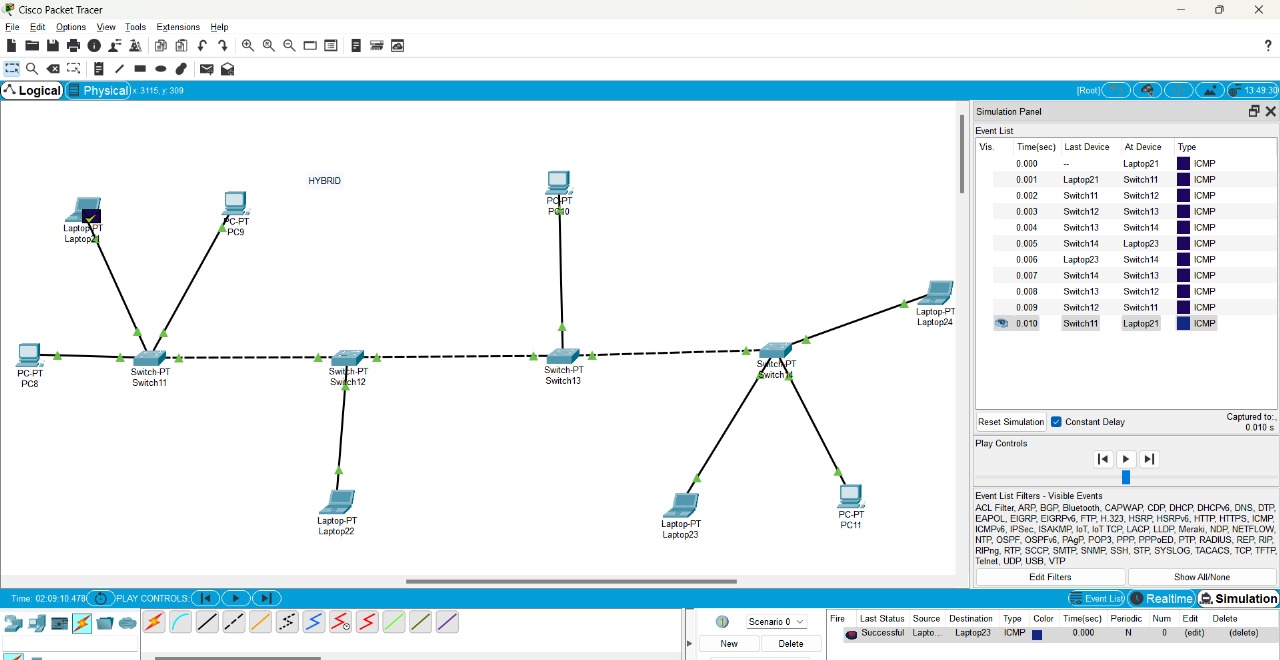 Cisco Packet Tracer
File Edit Options View Tools Extensions Help
?
Logical Physical x: 3115, y: 309 [Root] 13:49:30
HYBRID
Laptop-PT
Laptop21
PC-PT
PC9
PC-PT
PC10
Laptop-PT
Laptop24
PC-PT
PC8
Switch-PT
Switch11
Switch-PT
Switch12
Switch-PT
Switch13
Switch-PT
Switch14
Laptop-PT
Laptop22
Laptop-PT
Laptop23
PC-PT
PC11
Simulation Panel
Event List
Vis. Time(sec) Last Device At Device Type
0.000 -- Laptop21 ICMP
0.001 Laptop21 Switch11 ICMP
0.002 Switch11 Switch12 ICMP
0.003 Switch12 Switch13 ICMP
0.004 Switch13 Switch14 ICMP
0.005 Switch14 Laptop23 ICMP
0.006 Laptop23 Switch14 ICMP
0.007 Switch14 Switch13 ICMP
0.008 Switch13 Switch12 ICMP
0.009 Switch12 Switch11 ICMP
0.010 Switch11 Laptop21 ICMP
Reset Simulation Constant Delay Captured to:
0.010 s
Play Controls
Event List Filters - Visible Events
ACL Filter, ARP, BGP, Bluetooth, CAPWAP, CDP, DHCP, DHCPv6, DNS, DTP,
EAPOL, EIGRP, EIGRPv6, FTP, H.323, HSRP, HSRPv6, HTTP, HTTPS, ICMP,
ICMPv6, IPSec, ISAKMP, IoT, IoT TCP, LACP, LLDP, Meraki, NDP, NETFLOW,
NTP, OSPF, OSPFv6, PAgP, POP3, PPP, PPPoED, PTP, RADIUS, REP, RIP,
RIPng, RTP, SCCP, SMTP, SNMP, SSH, STP, SYSLOG, TACACS, TCP, TFTP,
Telnet, UDP, USB, VTP
Edit Filters Show All/None
Time: 02:09:10.478 PLAY CONTROLS: Event List Realtime Simulation
Scenario 0
New Delete
Fire Last Status Source Destination Type Color Time(sec) Periodic Num Edit Delete
Successful Lapto... Laptop23 ICMP 0.000 N 0 (edit) (delete)